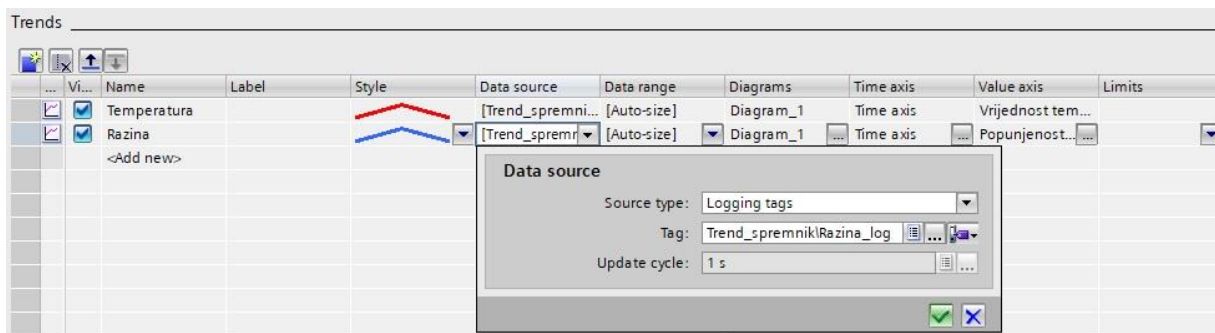 Trends
... Vi... Name Label Style Data source Data range Diagrams Time axis Value axis Limits
Temperatura [Trend_spremni... [Auto-size] Diagram_1 Time axis Vrijednost tem...
Razina [Trend_spremr [Auto-size] Diagram_1 ... Time axis ... Popunjenost... ...
<Add new>
Data source
Source type: Logging tags
Tag: Trend_spremnik\Razina_log ...
Update cycle: 1 s ...